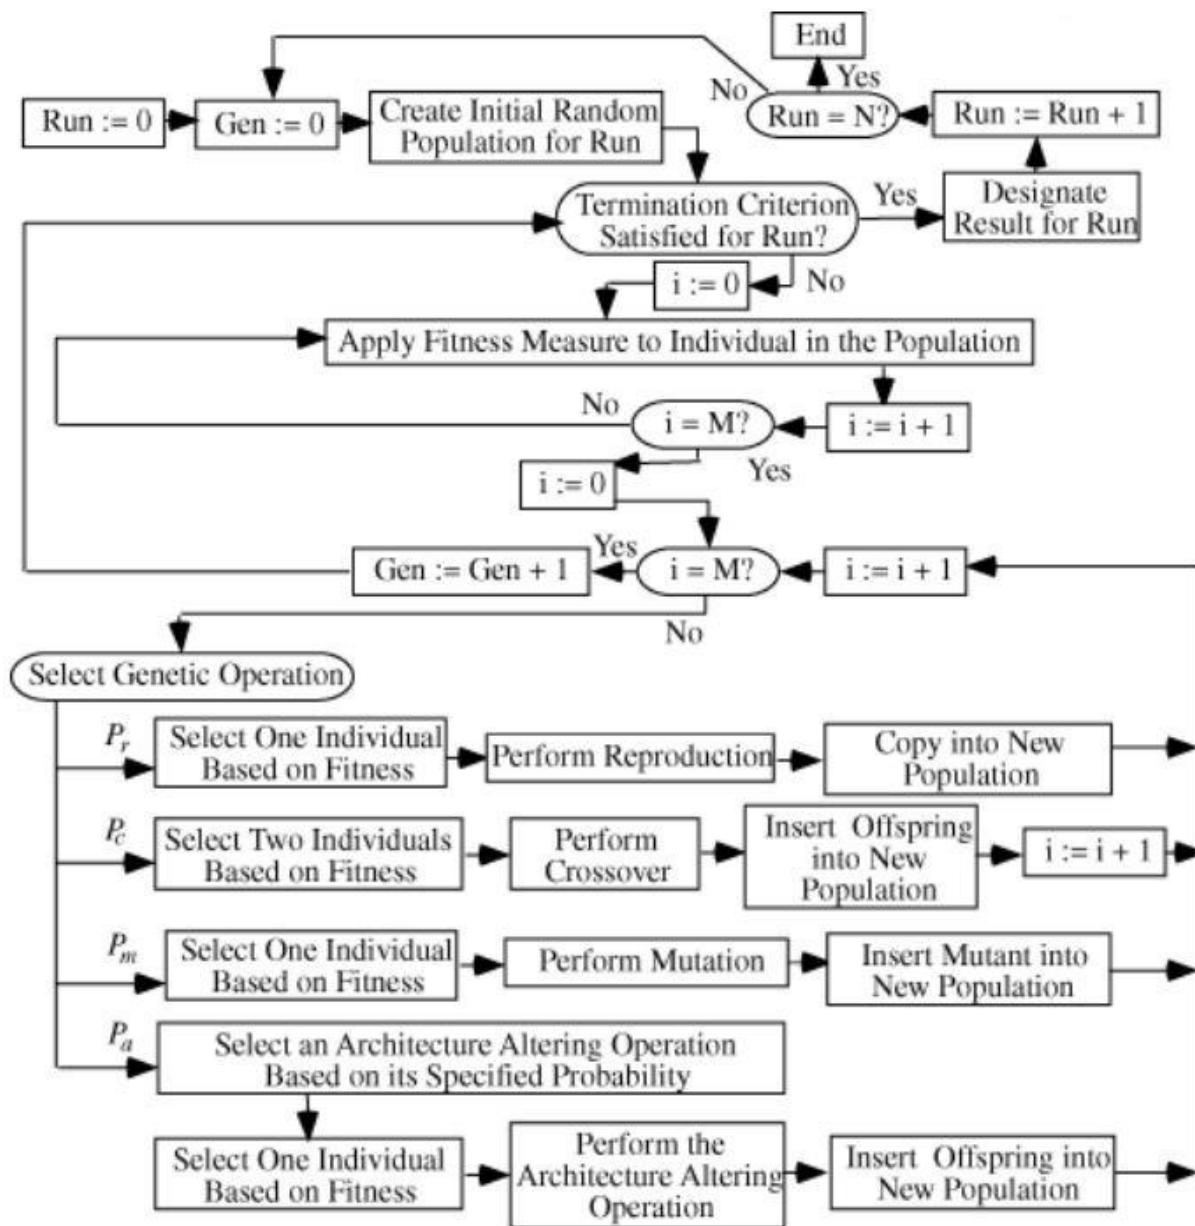 End
No
Yes
Run := 0
Gen := 0
Create Initial Random
Population for Run
Run = N?
Run := Run + 1
Termination Criterion
Satisfied for Run?
Yes
Designate
Result for Run
i := 0
No
Apply Fitness Measure to Individual in the Population
No
i = M?
i := i + 1
Yes
i := 0
Gen := Gen + 1
Yes
i = M?
i := i + 1
No
Select Genetic Operation
Pr
Select One Individual
Based on Fitness
Perform Reproduction
Copy into New
Population
Pc
Select Two Individuals
Based on Fitness
Perform
Crossover
Insert Offspring
into New
Population
i := i + 1
Pm
Select One Individual
Based on Fitness
Perform Mutation
Insert Mutant into
New Population
Pa
Select an Architecture Altering Operation
Based on its Specified Probability
Select One Individual
Based on Fitness
Perform the
Architecture Altering
Operation
Insert Offspring into
New Population